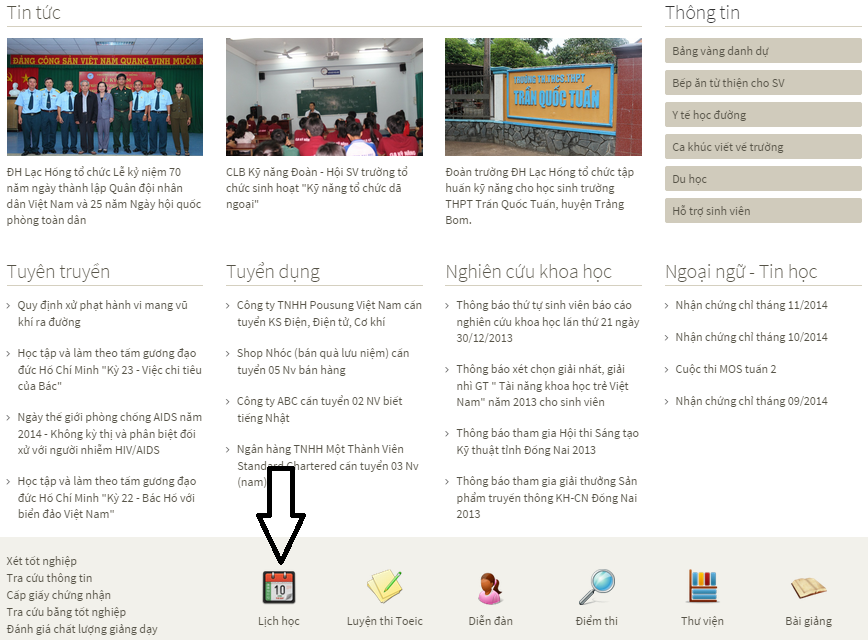 Tin tức
Thông tin
ĐẢNG CỘNG SẢN VIỆT NAM QUANG VINH
TRƯỜNG TH.THCS.THPT
TRẦN QUỐC TUẤN
ĐH Lạc Hồng tổ chức Lễ kỷ niệm 70
năm ngày thành lập Quân đội nhân
dân Việt Nam và 25 năm Ngày hội quốc
phòng toàn dân
CLB Kỹ năng Đoàn - Hội SV trường tổ
chức sinh hoạt "Kỹ năng tổ chức dã
ngoại"
Đoàn trường ĐH Lạc Hồng tổ chức tập
huấn kỹ năng cho học sinh trường
THPT Trần Quốc Tuấn, huyện Trảng
Bom.
Bảng vàng danh dự
Bếp ăn từ thiện cho SV
Y tế học đường
Ca khúc viết về trường
Du học
Hỗ trợ sinh viên
Tuyên truyền
Quy định xử phạt hành vi mang vũ
khí ra đường
Học tập và làm theo tấm gương đạo
đức Hồ Chí Minh "Kỳ 23 - Việc chi tiêu
của Bác"
Ngày thế giới phòng chống AIDS năm
2014 - Không kỳ thị và phân biệt đối
xử với người nhiễm HIV/AIDS
Học tập và làm theo tấm gương đạo
đức Hồ Chí Minh "Kỳ 22 - Bác Hồ với
biển đảo Việt Nam"
Tuyển dụng
Công ty TNHH Pousung Việt Nam cần
tuyển KS Điện, Điện tử, Cơ khí
Shop Nhóc (bán quà lưu niệm) cần
tuyển 05 Nv bán hàng
Công ty ABC cần tuyển 02 NV biết
tiếng Nhật
Ngân hàng TNHH Một Thành Viên
Standard Chartered cần tuyển 03 Nv
(nam)
Nghiên cứu khoa học
Thông báo thứ tự sinh viên báo cáo
nghiên cứu khoa học lần thứ 21 ngày
30/12/2013
Thông báo xét chọn giải nhất, giải
nhì GT " Tài năng khoa học trẻ Việt
Nam" năm 2013 cho sinh viên
Thông báo tham gia Hội thi Sáng tạo
Kỹ thuật tỉnh Đồng Nai 2013
Thông báo tham gia giải thưởng Sản
phẩm truyền thông KH-CN Đồng Nai
2013
Ngoại ngữ - Tin học
Nhận chứng chỉ tháng 11/2014
Nhận chứng chỉ tháng 10/2014
Cuộc thi MOS tuần 2
Nhận chứng chỉ tháng 09/2014
Xét tốt nghiệp
Tra cứu thông tin
Cấp giấy chứng nhận
Tra cứu bằng tốt nghiệp
Đánh giá chất lượng giảng dạy
10
Lịch học
Luyện thi Toeic
Diễn đàn
Điểm thi
Thư viện
Bài giảng